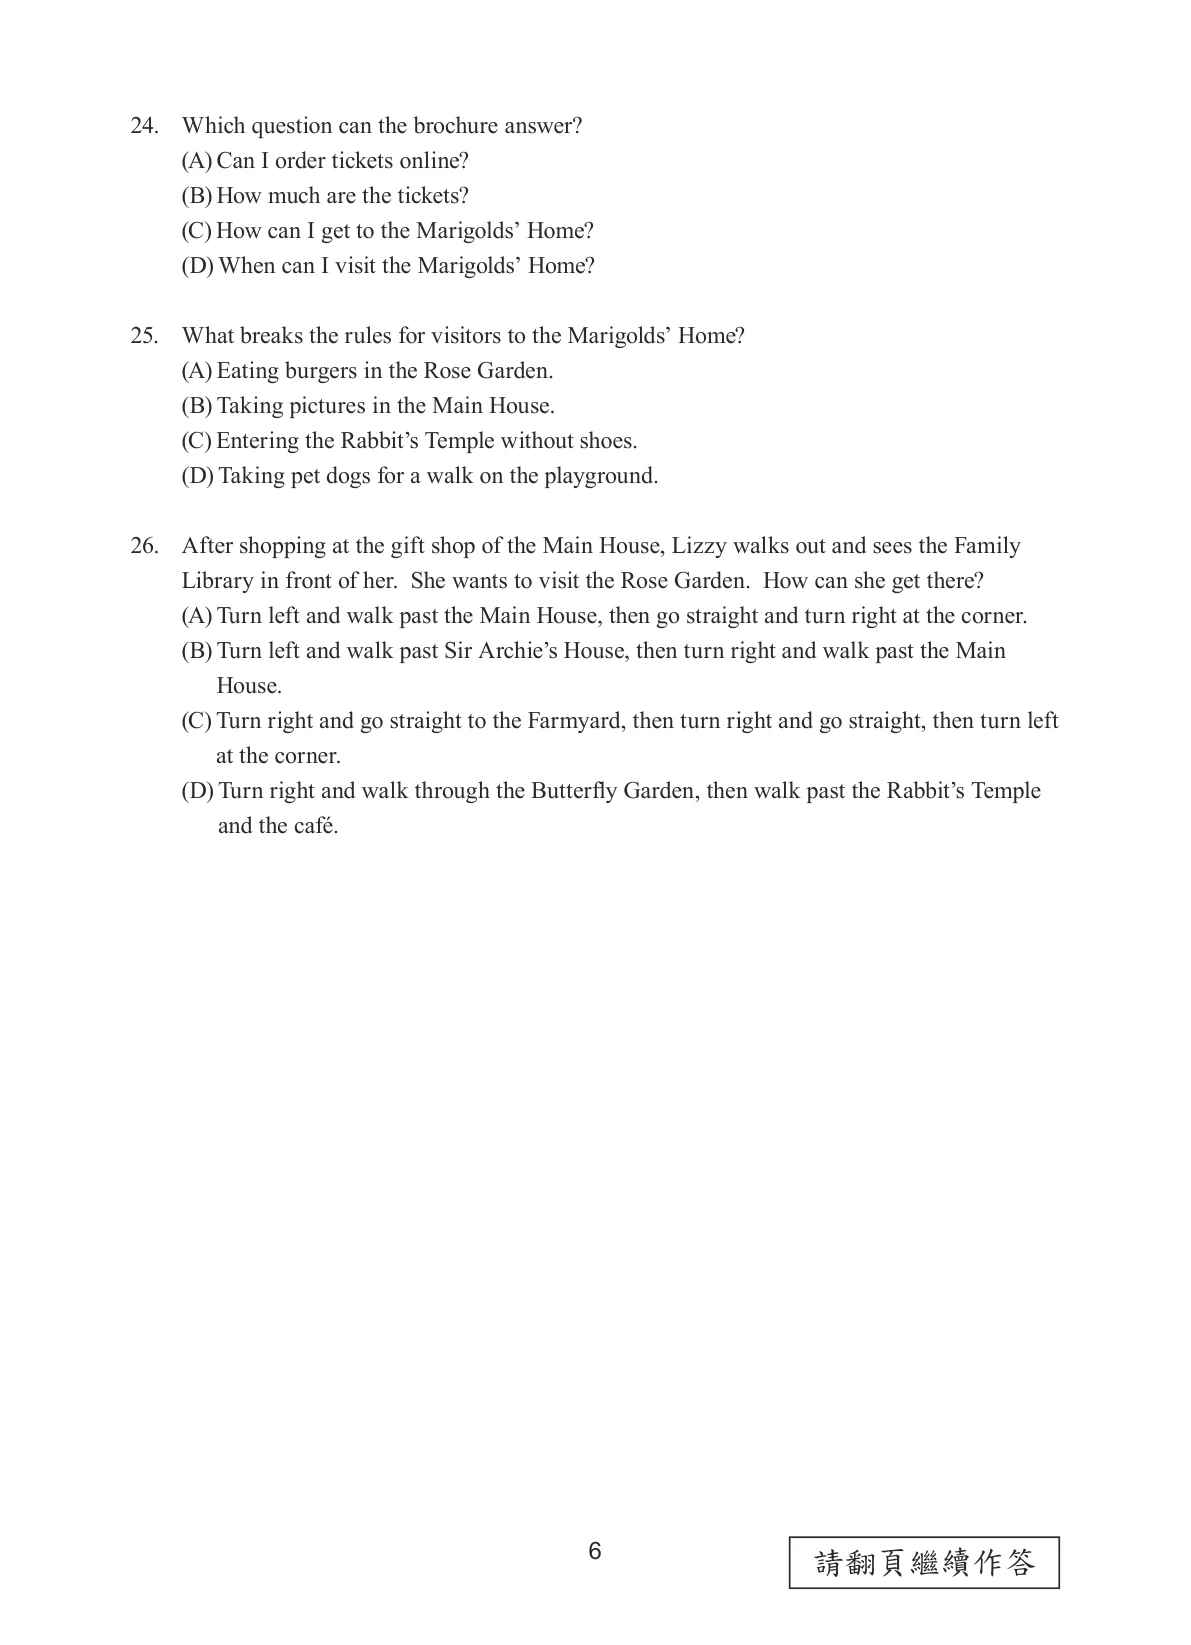 24. Which question can the brochure answer?
(A) Can I order tickets online?
(B) How much are the tickets?
(C) How can I get to the Marigolds’ Home?
(D) When can I visit the Marigolds’ Home?
25. What breaks the rules for visitors to the Marigolds’ Home?
(A) Eating burgers in the Rose Garden.
(B) Taking pictures in the Main House.
(C) Entering the Rabbit’s Temple without shoes.
(D) Taking pet dogs for a walk on the playground.
26. After shopping at the gift shop of the Main House, Lizzy walks out and sees the Family
Library in front of her. She wants to visit the Rose Garden. How can she get there?
(A) Turn left and walk past the Main House, then go straight and turn right at the corner.
(B) Turn left and walk past Sir Archie’s House, then turn right and walk past the Main
House.
(C) Turn right and go straight to the Farmyard, then turn right and go straight, then turn left
at the corner.
(D) Turn right and walk through the Butterfly Garden, then walk past the Rabbit’s Temple
and the café.
6
請翻頁繼續作答